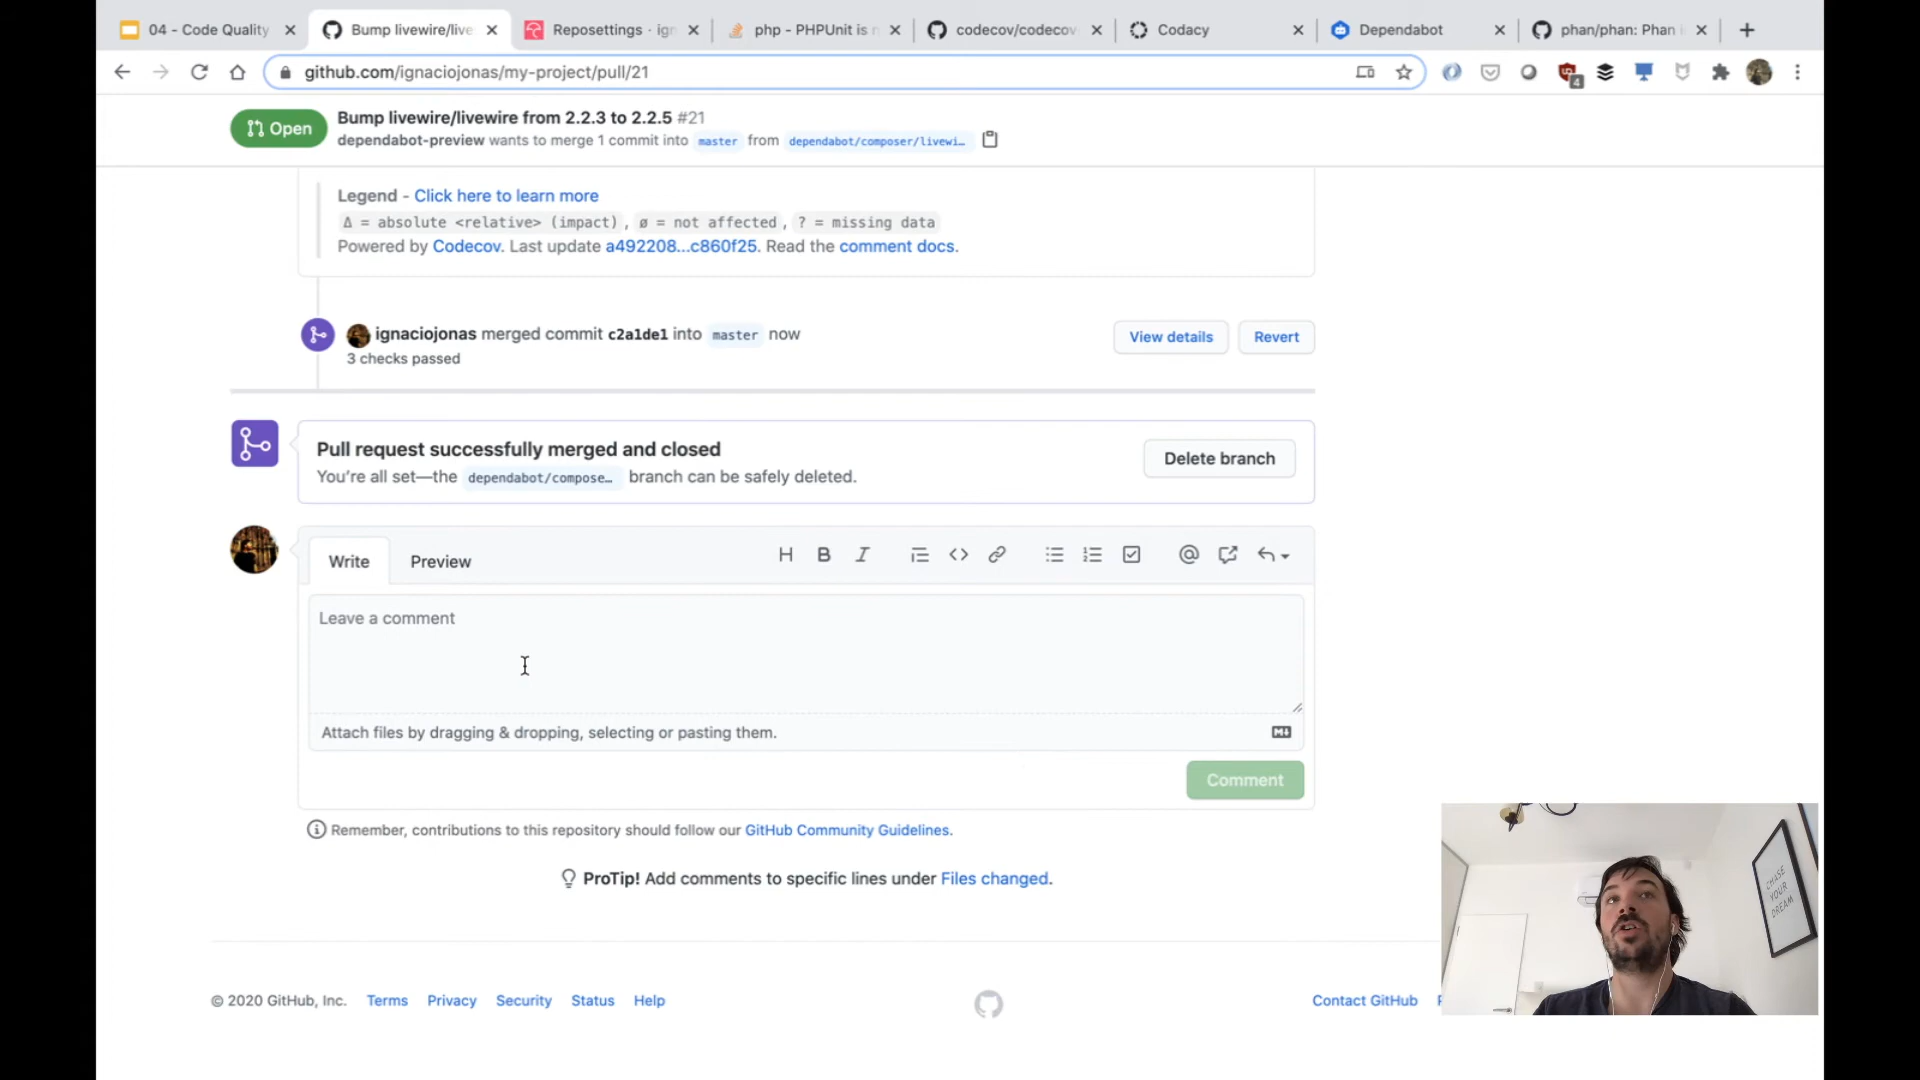 04 - Code Quality
Bump livewire/live
Reposettings · ign
php - PHPUnit is n
codecov/codecov
Codacy
Dependabot
phan/phan: Phan i
github.com/ignaciojonas/my-project/pull/21
4
Open
Bump livewire/livewire from 2.2.3 to 2.2.5 #21
dependabot-preview wants to merge 1 commit into master from dependabot/composer/livewi…
Legend - Click here to learn more
Δ = absolute <relative> (impact), ø = not affected, ? = missing data
Powered by Codecov. Last update a492208...c860f25. Read the comment docs.
ignaciojonas merged commit c2a1de1 into master now
3 checks passed
View details
Revert
Pull request successfully merged and closed
You're all set—the dependabot/compose… branch can be safely deleted.
Delete branch
Write
Preview
Leave a comment
Attach files by dragging & dropping, selecting or pasting them.
Comment
Remember, contributions to this repository should follow our GitHub Community Guidelines.
ProTip! Add comments to specific lines under Files changed.
CHASE
YOUR
DREAM
© 2020 GitHub, Inc.
Terms
Privacy
Security
Status
Help
Contact GitHub